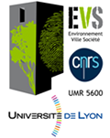 EVS
Environnement
Ville Société
cnrs
UMR 5600
UNIVERSITÉ DE LYON